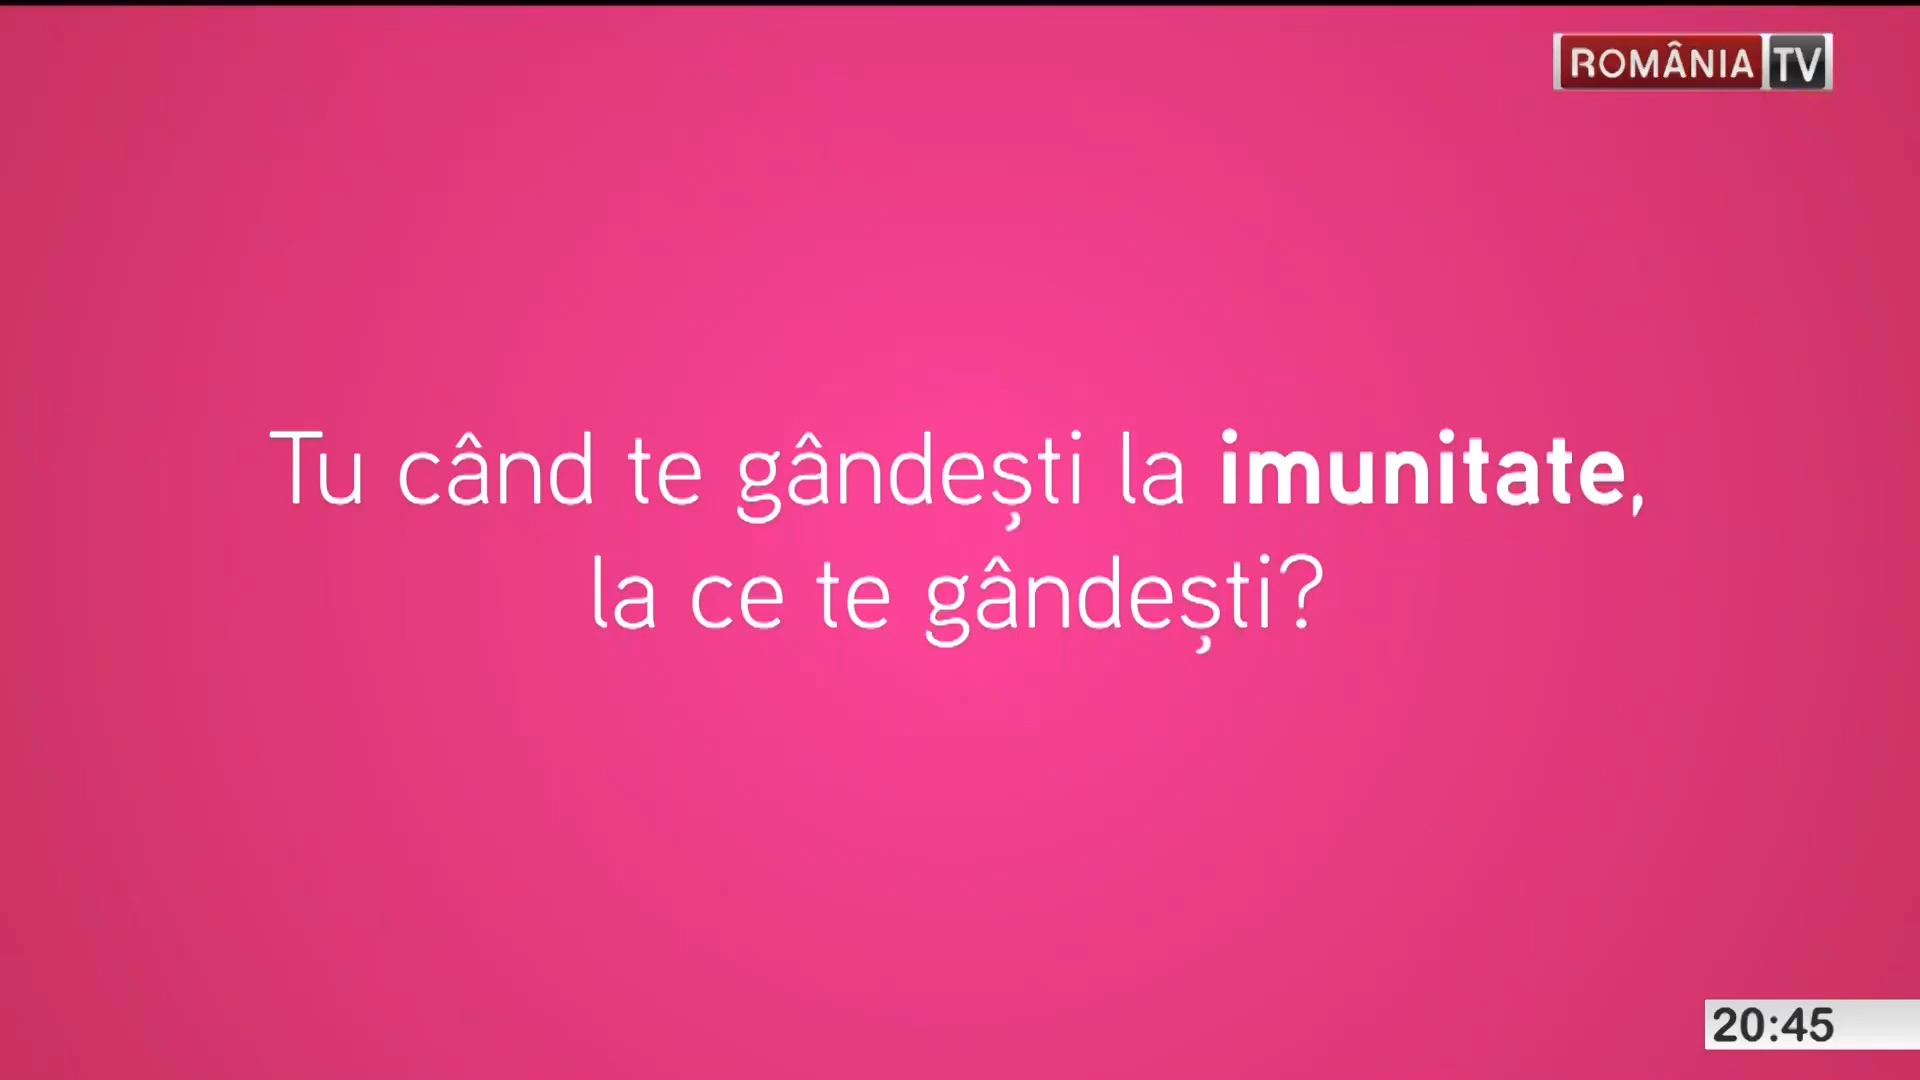 ROMÂNIA TV
Tu când te gândești la imunitate,
la ce te gândești?
20:45